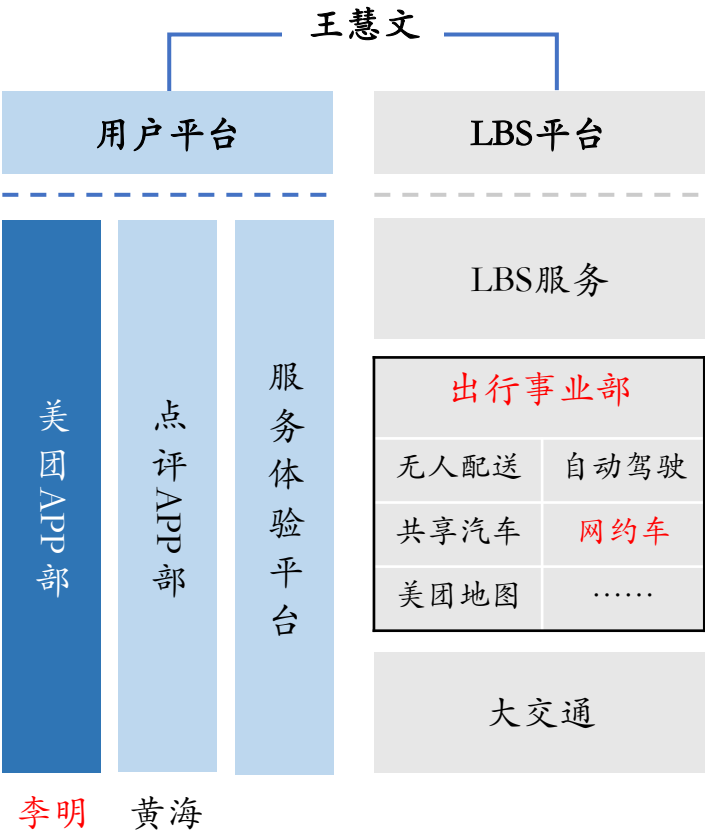 王慧文
用户平台
LBS平台
美团APP部
点评APP部
服务体验平台
LBS服务
出行事业部
无人配送
自动驾驶
共享汽车
网约车
美团地图
……
大交通
李明
黄海